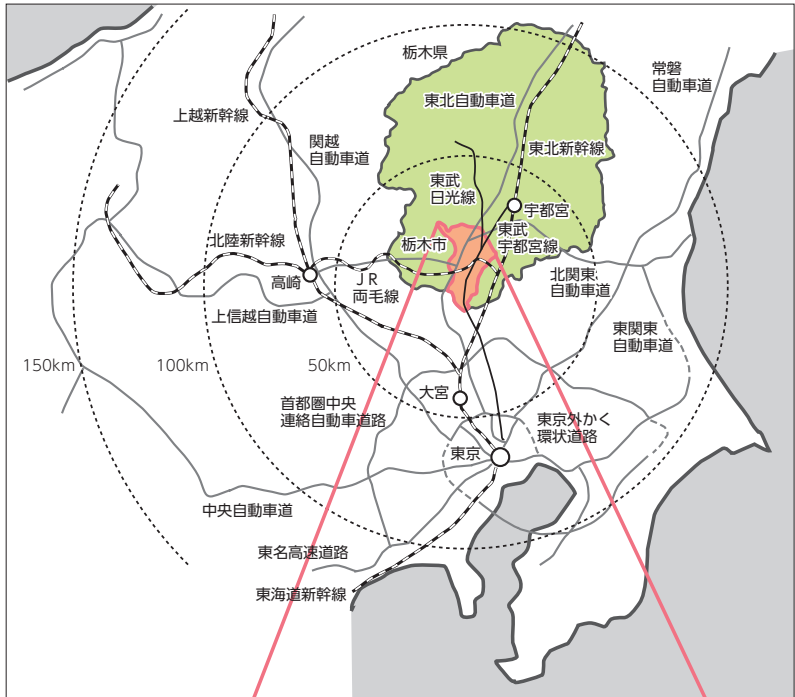 栃木県
常磐
自動車道
東北自動車道
上越新幹線
関越
自動車道
東北新幹線
東武
日光線
宇都宮
東武
宇都宮線
栃木市
北陸新幹線
高崎
JR
両毛線
北関東
自動車道
上信越自動車道
東関東
自動車道
150km
100km
50km
大宮
首都圏中央
連絡自動車道路
東京外かく
環状道路
東京
中央自動車道
東名高速道路
東海道新幹線